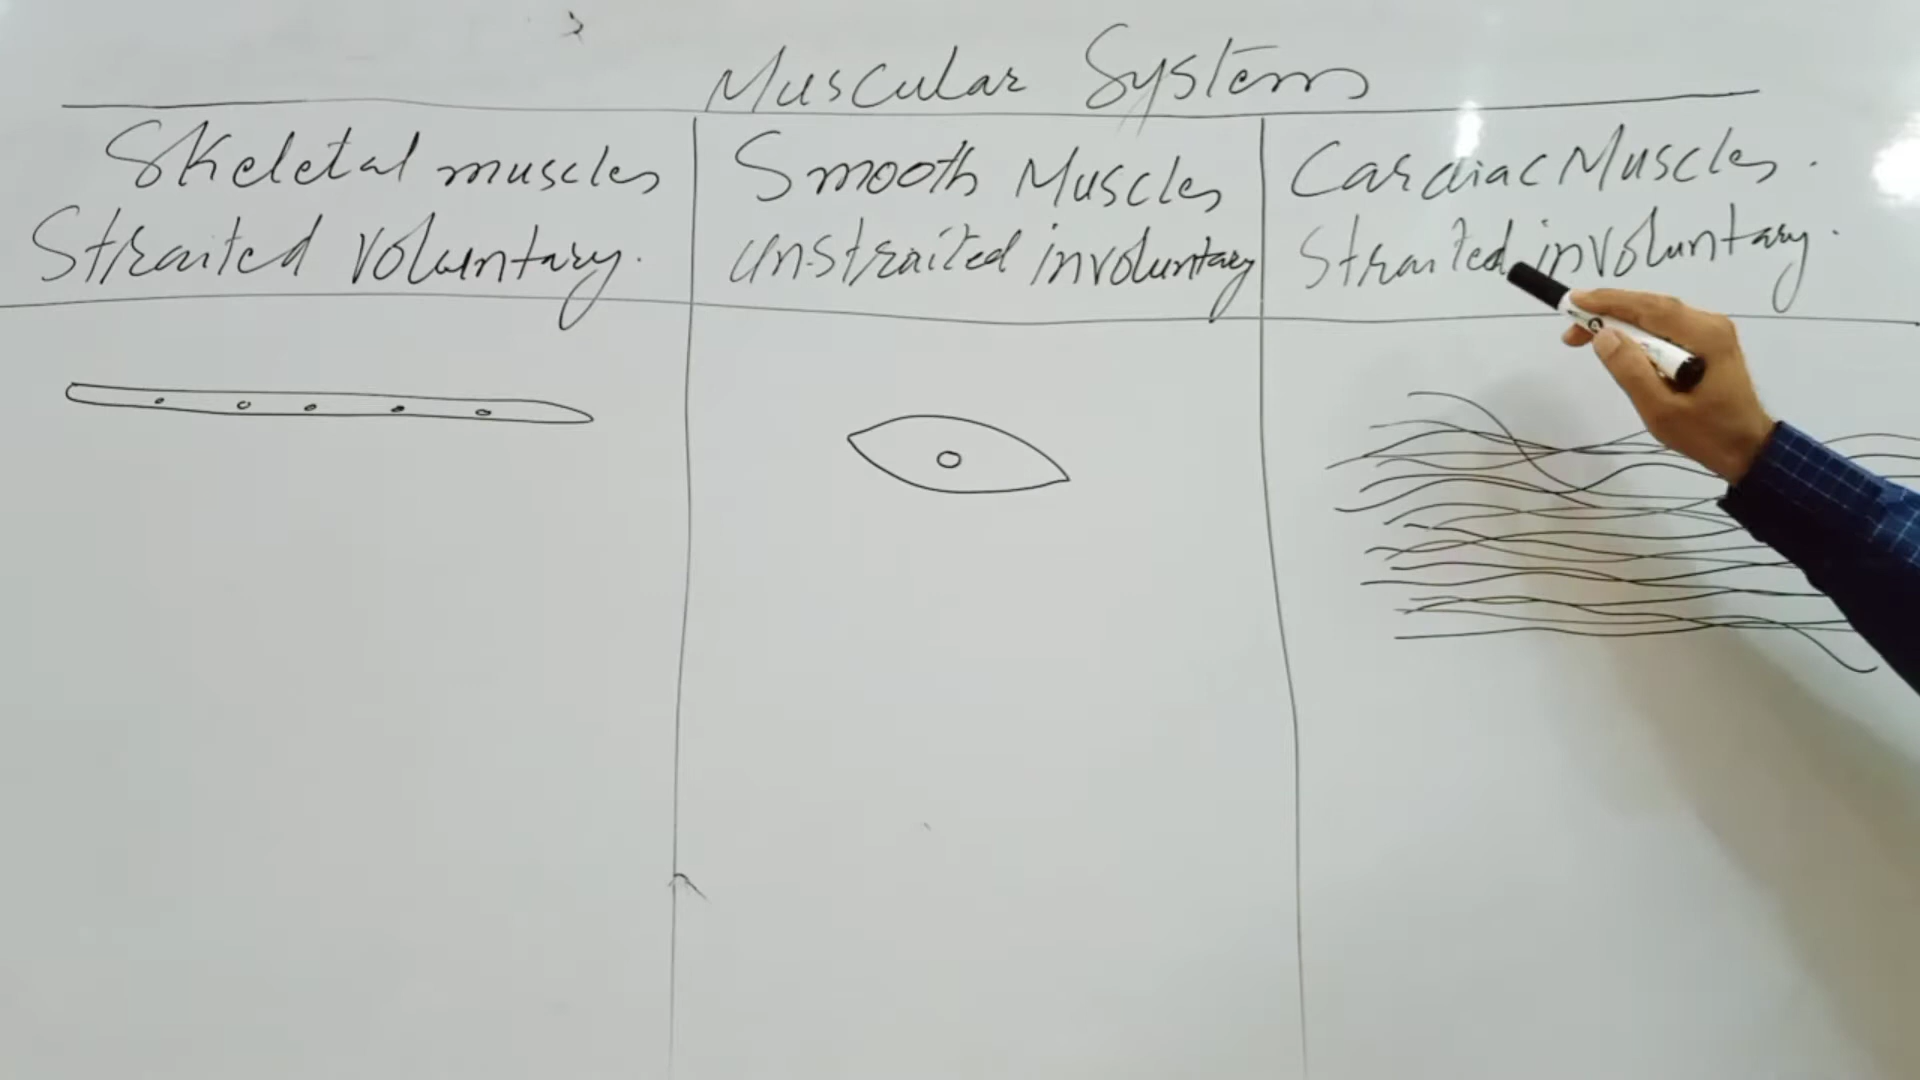 Muscular System
Skeletal muscles
Straited voluntary.
Smooth Muscles
unstraited involuntary
Cardiac Muscles.
Straited involuntary.